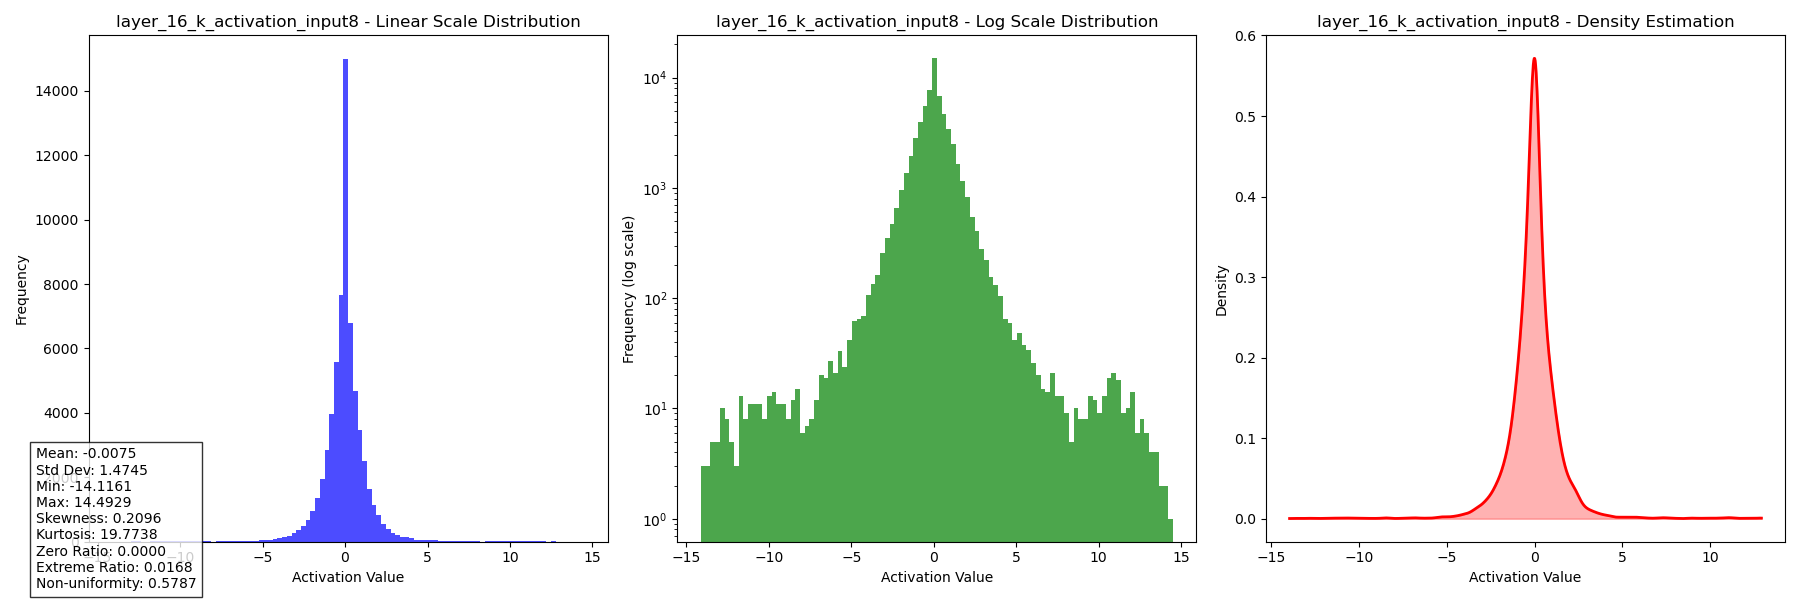 layer_16_k_activation_input8 - Linear Scale Distribution
14000
12000
10000
8000
6000
4000
2000
0
Frequency
−10
−5
0
5
10
15
Activation Value
Mean: -0.0075
Std Dev: 1.4745
Min: -14.1161
Max: 14.4929
Skewness: 0.2096
Kurtosis: 19.7738
Zero Ratio: 0.0000
Extreme Ratio: 0.0168
Non-uniformity: 0.5787
layer_16_k_activation_input8 - Log Scale Distribution
10⁴
10³
10²
10¹
10⁰
Frequency (log scale)
−15
−10
−5
0
5
10
15
Activation Value
layer_16_k_activation_input8 - Density Estimation
0.6
0.5
0.4
0.3
0.2
0.1
0.0
Density
−15
−10
−5
0
5
10
Activation Value